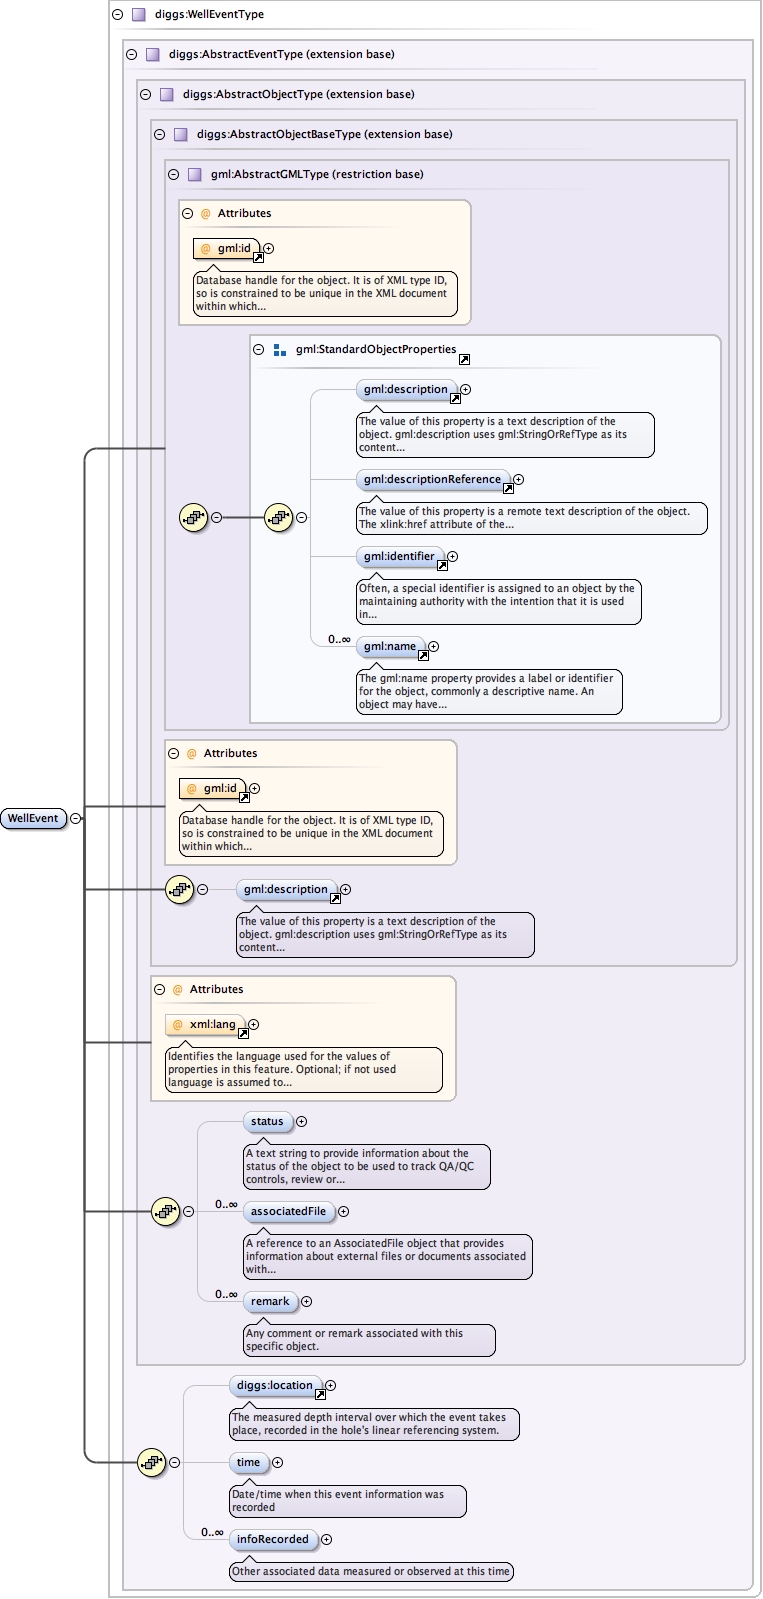 diggs:WellEventType
diggs:AbstractEventType (extension base)
diggs:AbstractObjectType (extension base)
diggs:AbstractObjectBaseType (extension base)
gml:AbstractGMLType (restriction base)
@ Attributes
@ gml:id
Database handle for the object. It is of XML type ID,
so is constrained to be unique in the XML document
within which...
gml:StandardObjectProperties
gml:description
The value of this property is a text description of the
object. gml:description uses gml:StringOrRefType as its
content...
gml:descriptionReference
The value of this property is a remote text description of the object.
The xlink:href attribute of the...
gml:identifier
Often, a special identifier is assigned to an object by the
maintaining authority with the intention that it is used
in...
0..∞
gml:name
The gml:name property provides a label or identifier
for the object, commonly a descriptive name. An
object may have...
@ Attributes
@ gml:id
Database handle for the object. It is of XML type ID,
so is constrained to be unique in the XML document
within which...
WellEvent
gml:description
The value of this property is a text description of the
object. gml:description uses gml:StringOrRefType as its
content...
@ Attributes
@ xml:lang
Identifies the language used for the values of
properties in this feature. Optional; if not used
language is assumed to...
status
A text string to provide information about the
status of the object to be used to track QA/QC
controls, review or...
0..∞
associatedFile
A reference to an AssociatedFile object that provides
information about external files or documents associated
with...
0..∞
remark
Any comment or remark associated with this
specific object.
diggs:location
The measured depth interval over which the event takes
place, recorded in the hole's linear referencing system.
time
Date/time when this event information was
recorded
0..∞
infoRecorded
Other associated data measured or observed at this time